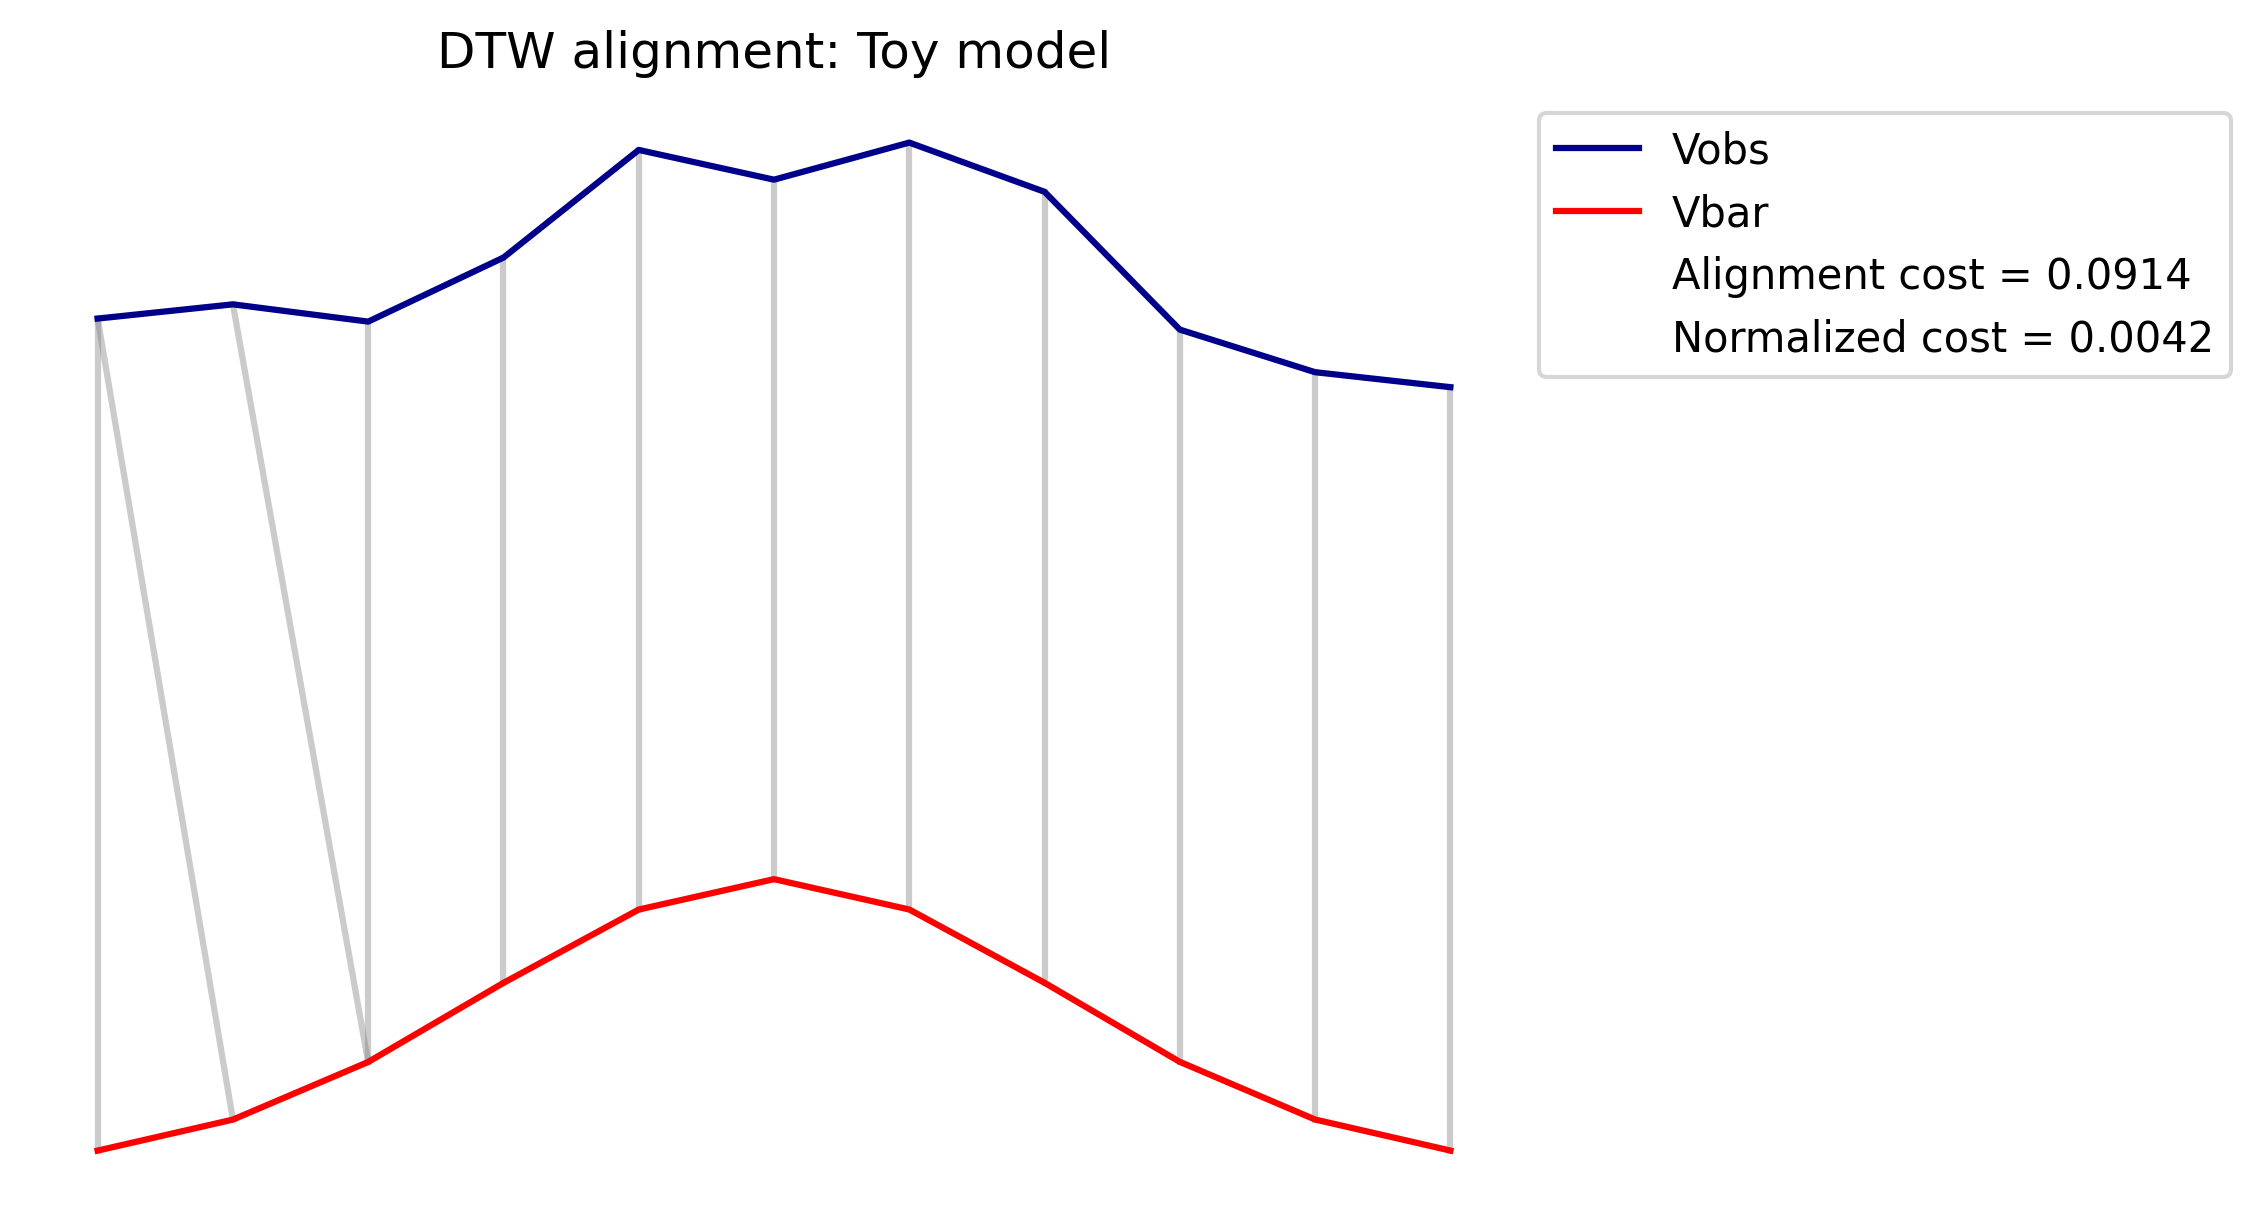 DTW alignment: Toy model
Vobs
Vbar
Alignment cost = 0.0914
Normalized cost = 0.0042